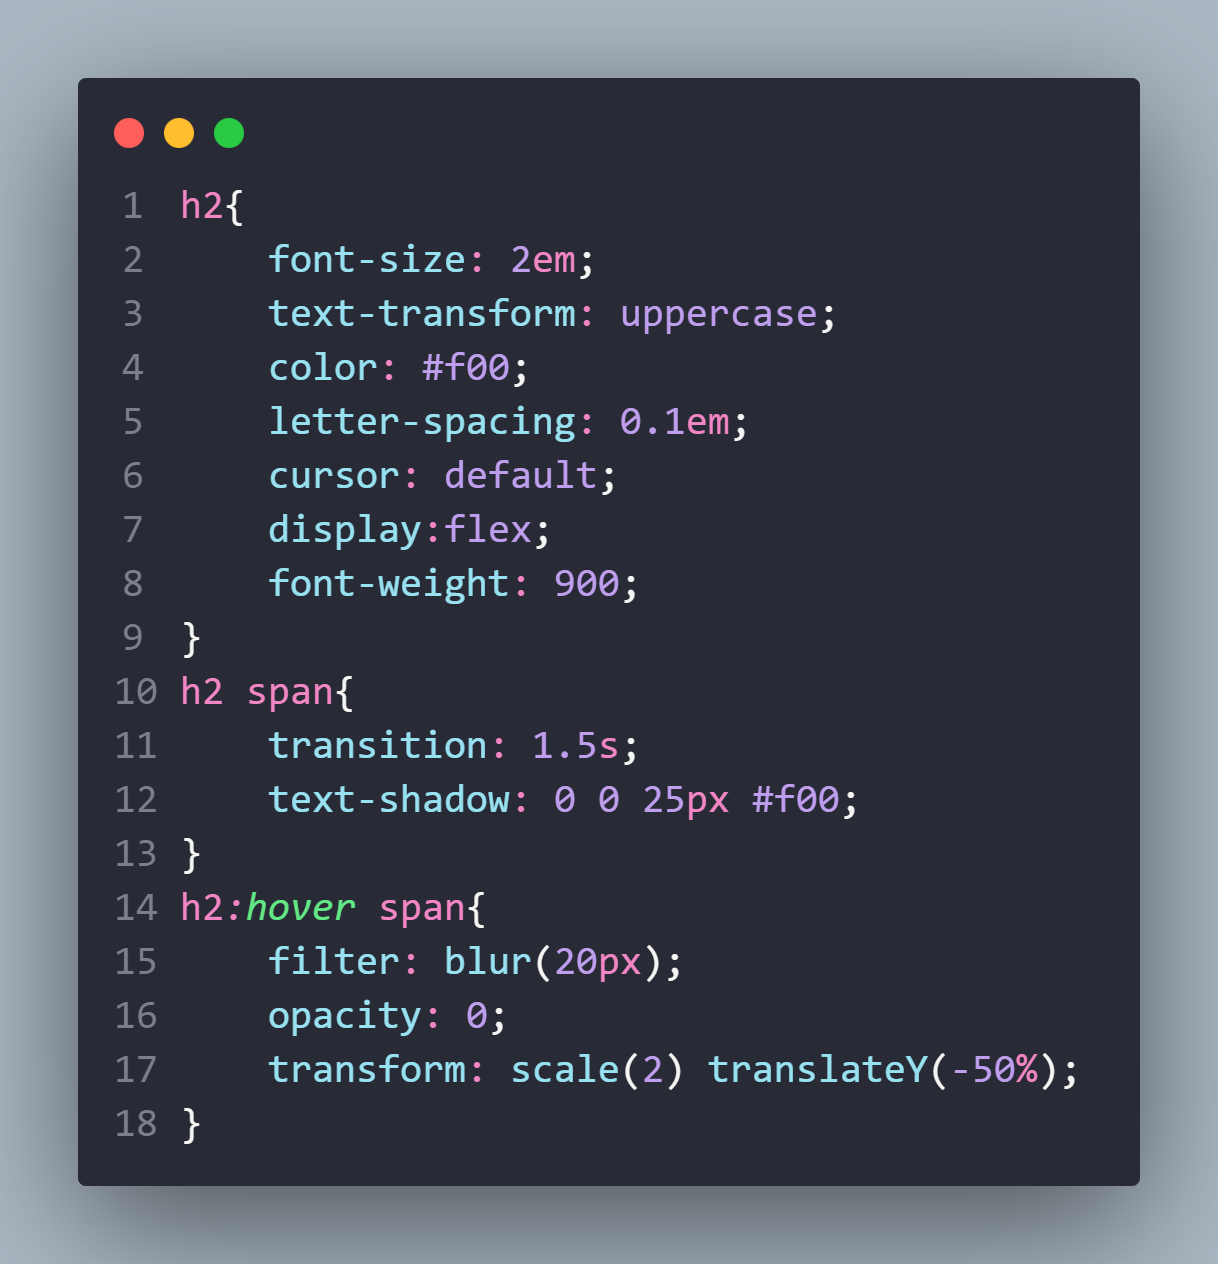 1 h2{
2     font-size: 2em;
3     text-transform: uppercase;
4     color: #f00;
5     letter-spacing: 0.1em;
6     cursor: default;
7     display:flex;
8     font-weight: 900;
9 }
10 h2 span{
11     transition: 1.5s;
12     text-shadow: 0 0 25px #f00;
13 }
14 h2:hover span{
15     filter: blur(20px);
16     opacity: 0;
17     transform: scale(2) translateY(-50%);
18 }